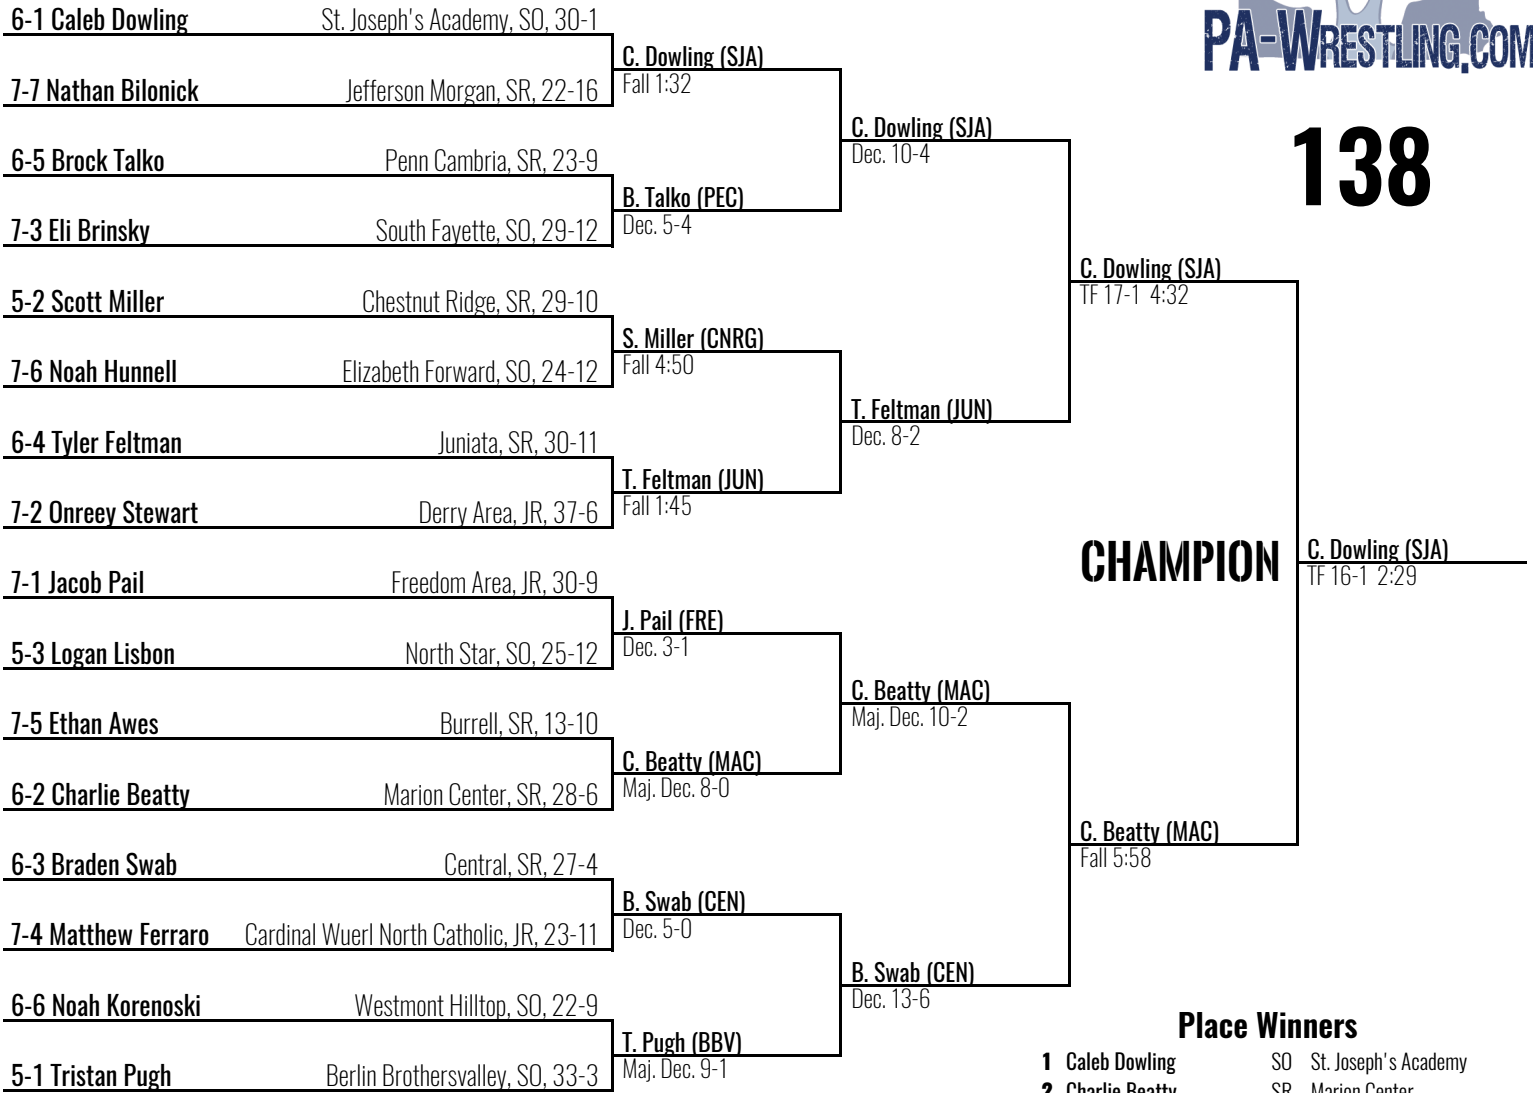 PA-WRESTLING.COM
138
6-1 Caleb Dowling St. Joseph's Academy, SO, 30-1
C. Dowling (SJA)
Fall 1:32
7-7 Nathan Bilonick Jefferson Morgan, SR, 22-16
C. Dowling (SJA)
Dec. 10-4
6-5 Brock Talko Penn Cambria, SR, 23-9
B. Talko (PEC)
Dec. 5-4
7-3 Eli Brinsky South Fayette, SO, 29-12
C. Dowling (SJA)
TF 17-1 4:32
5-2 Scott Miller Chestnut Ridge, SR, 29-10
S. Miller (CNRG)
Fall 4:50
7-6 Noah Hunnell Elizabeth Forward, SO, 24-12
T. Feltman (JUN)
Dec. 8-2
6-4 Tyler Feltman Juniata, SR, 30-11
T. Feltman (JUN)
Fall 1:45
7-2 Onreey Stewart Derry Area, JR, 37-6
CHAMPION
C. Dowling (SJA)
TF 16-1 2:29
7-1 Jacob Pail Freedom Area, JR, 30-9
J. Pail (FRE)
Dec. 3-1
5-3 Logan Lisbon North Star, SO, 25-12
C. Beatty (MAC)
Maj. Dec. 10-2
7-5 Ethan Awes Burrell, SR, 13-10
C. Beatty (MAC)
Maj. Dec. 8-0
6-2 Charlie Beatty Marion Center, SR, 28-6
C. Beatty (MAC)
Fall 5:58
6-3 Braden Swab Central, SR, 27-4
B. Swab (CEN)
Dec. 5-0
7-4 Matthew Ferraro Cardinal Wuerl North Catholic, JR, 23-11
B. Swab (CEN)
Dec. 13-6
6-6 Noah Korenoski Westmont Hilltop, SO, 22-9
T. Pugh (BBV)
Maj. Dec. 9-1
5-1 Tristan Pugh Berlin Brothersvalley, SO, 33-3
Place Winners
1 Caleb Dowling SO St. Joseph's Academy
2 Charlie Beatty SR Marion Center